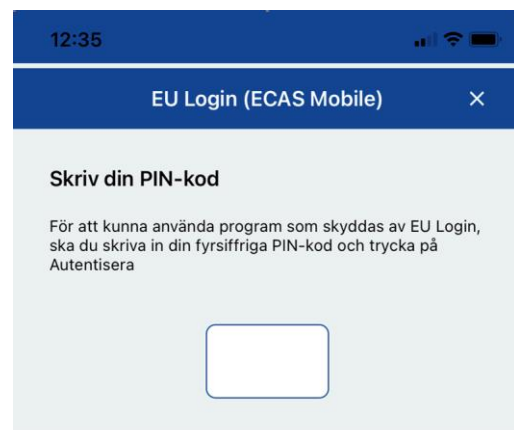 12:35
EU Login (ECAS Mobile)
Skriv din PIN-kod
För att kunna använda program som skyddas av EU Login,
ska du skriva in din fyrsiffriga PIN-kod och trycka på
Autentisera